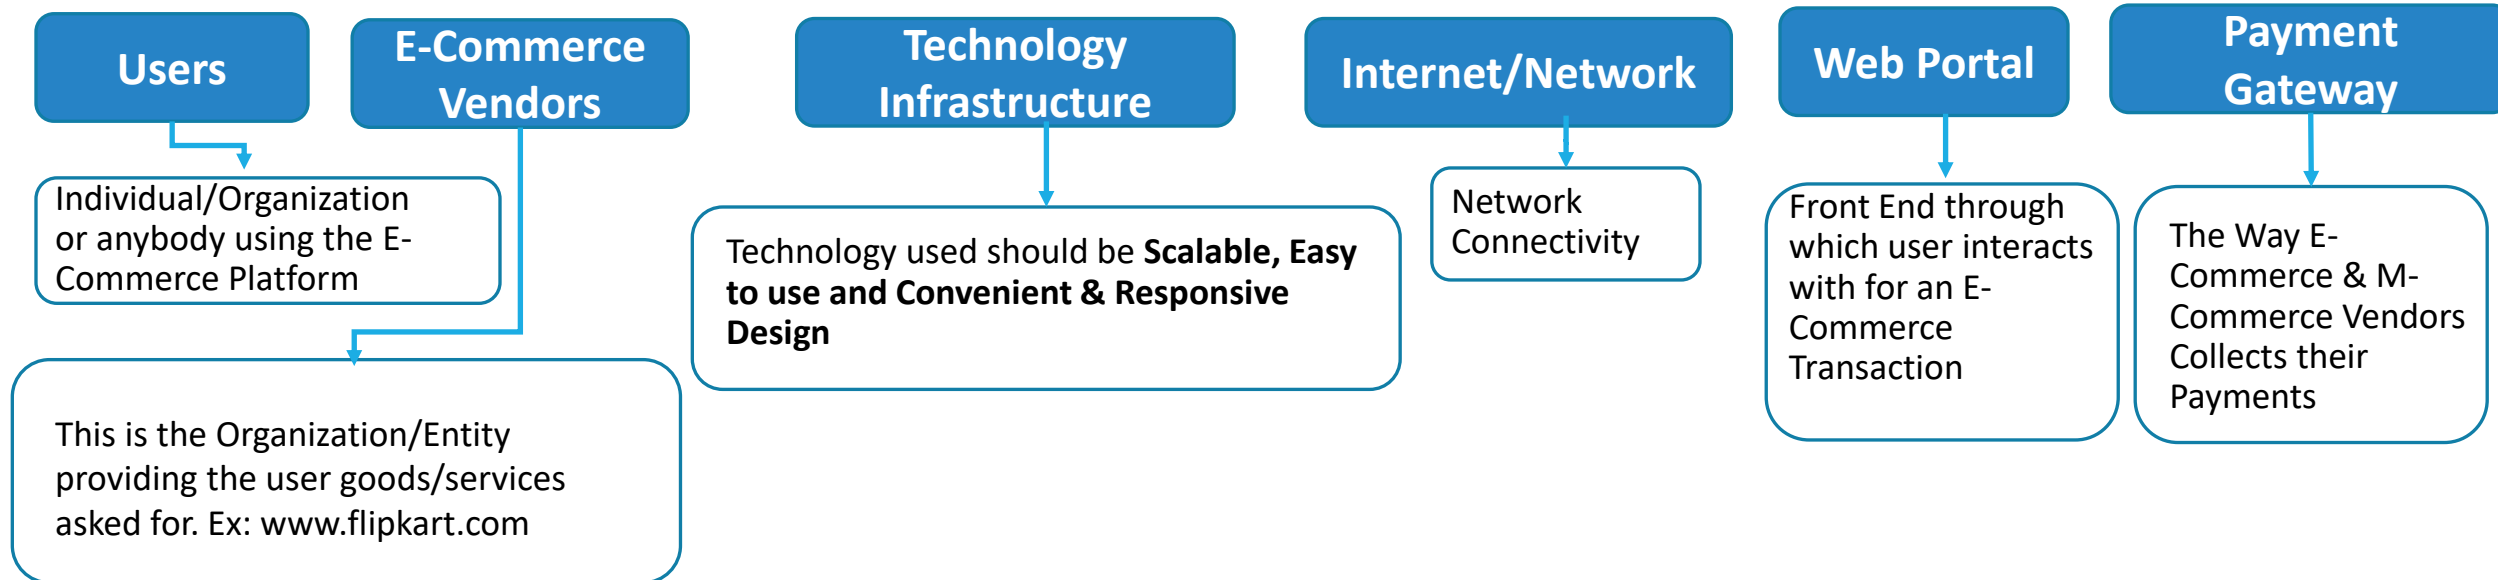 Users
E-Commerce
Vendors
Technology
Infrastructure
Internet/Network
Web Portal
Payment
Gateway
Individual/Organization
or anybody using the E-
Commerce Platform
This is the Organization/Entity
providing the user goods/services
asked for. Ex: www.flipkart.com
Technology used should be Scalable, Easy
to use and Convenient & Responsive
Design
Network
Connectivity
Front End through
which user interacts
with for an E-
Commerce
Transaction
The Way E-
Commerce & M-
Commerce Vendors
Collects their
Payments